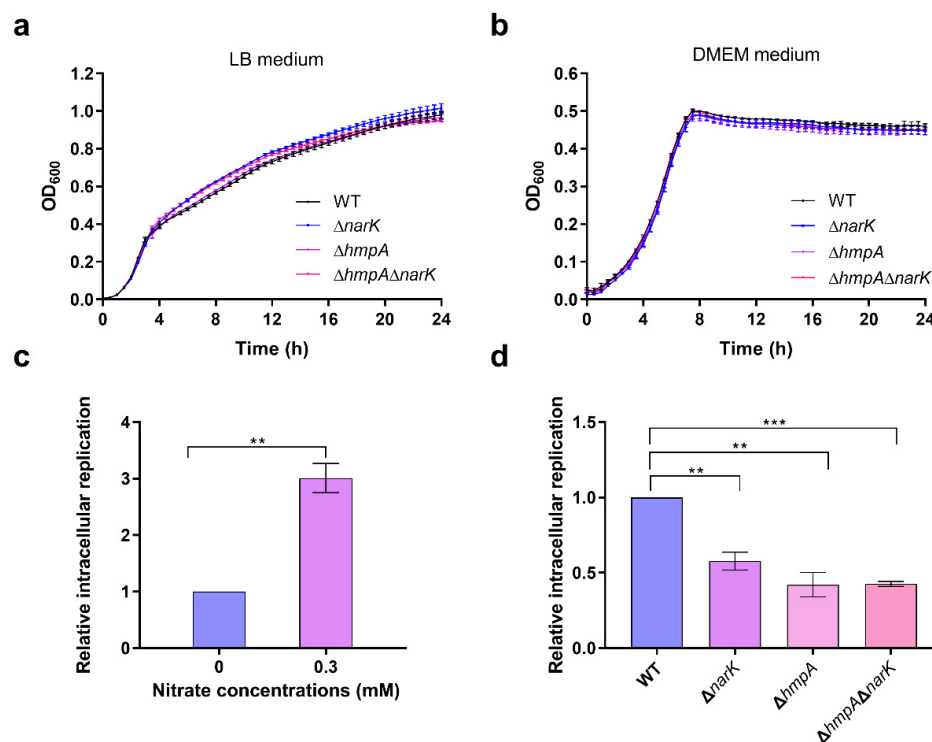 a
LB medium
OD600
1.2
1.0
0.8
0.6
0.4
0.2
0.0
WT
ΔnarK
ΔhmpA
ΔhmpAΔnarK
0 4 8 12 16 20 24
Time (h)
b
DMEM medium
OD600
0.6
0.5
0.4
0.3
0.2
0.1
0.0
WT
ΔnarK
ΔhmpA
ΔhmpAΔnarK
0 4 8 12 16 20 24
Time (h)
c
Relative intracellular replication
4
3
2
1
0
**
0 0.3
Nitrate concentrations (mM)
d
Relative intracellular replication
1.5
1.0
0.5
0.0
***
**
**
WT
ΔnarK
ΔhmpA
ΔhmpAΔnarK